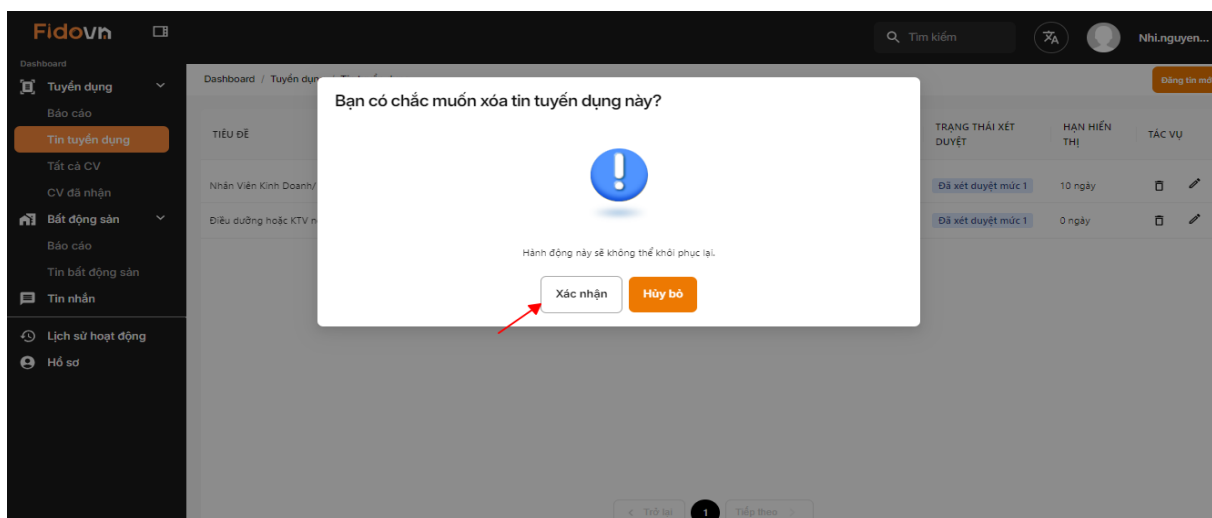 Fidovn
Tìm kiếm
Nhi.nguyen...
Dashboard
Tuyển dụng
Báo cáo
Tin tuyển dụng
Tất cả CV
CV đã nhận
Bất động sản
Báo cáo
Tin bất động sản
Tin nhắn
Lịch sử hoạt động
Hồ sơ
Dashboard / Tuyển dụng
Đăng tin mới
TIÊU ĐỀ
TRẠNG THÁI XÉT DUYỆT
HẠN HIỂN THỊ
TÁC VỤ
Nhân Viên Kinh Doanh/
Đã xét duyệt mức 1
10 ngày
Điều dưỡng hoặc KTV
Đã xét duyệt mức 1
0 ngày
Bạn có chắc muốn xóa tin tuyển dụng này?
Hành động này sẽ không thể khôi phục lại.
Xác nhận
Hủy bỏ
Trở lại
1
Tiếp theo